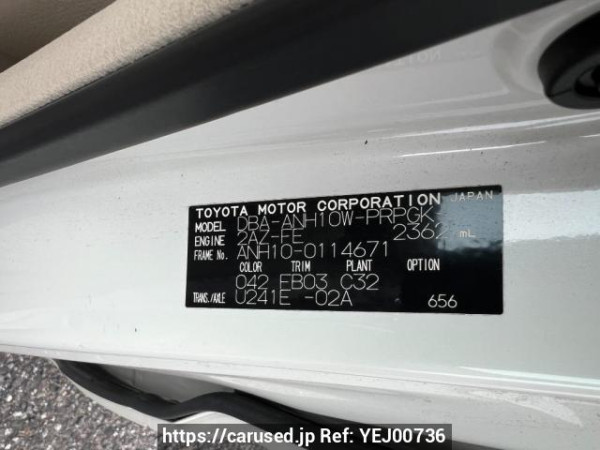 TOYOTA MOTOR CORPORATION JAPAN
MODEL DBA-ANH10W-PRPGK
ENGINE 2AZ-FE 2362 mL
FRAME No. ANH10-0114671
COLOR TRIM PLANT OPTION
042 EB03 C32
TRANS./AXLE U241E -02A 656
https://carused.jp Ref: YEJ00736